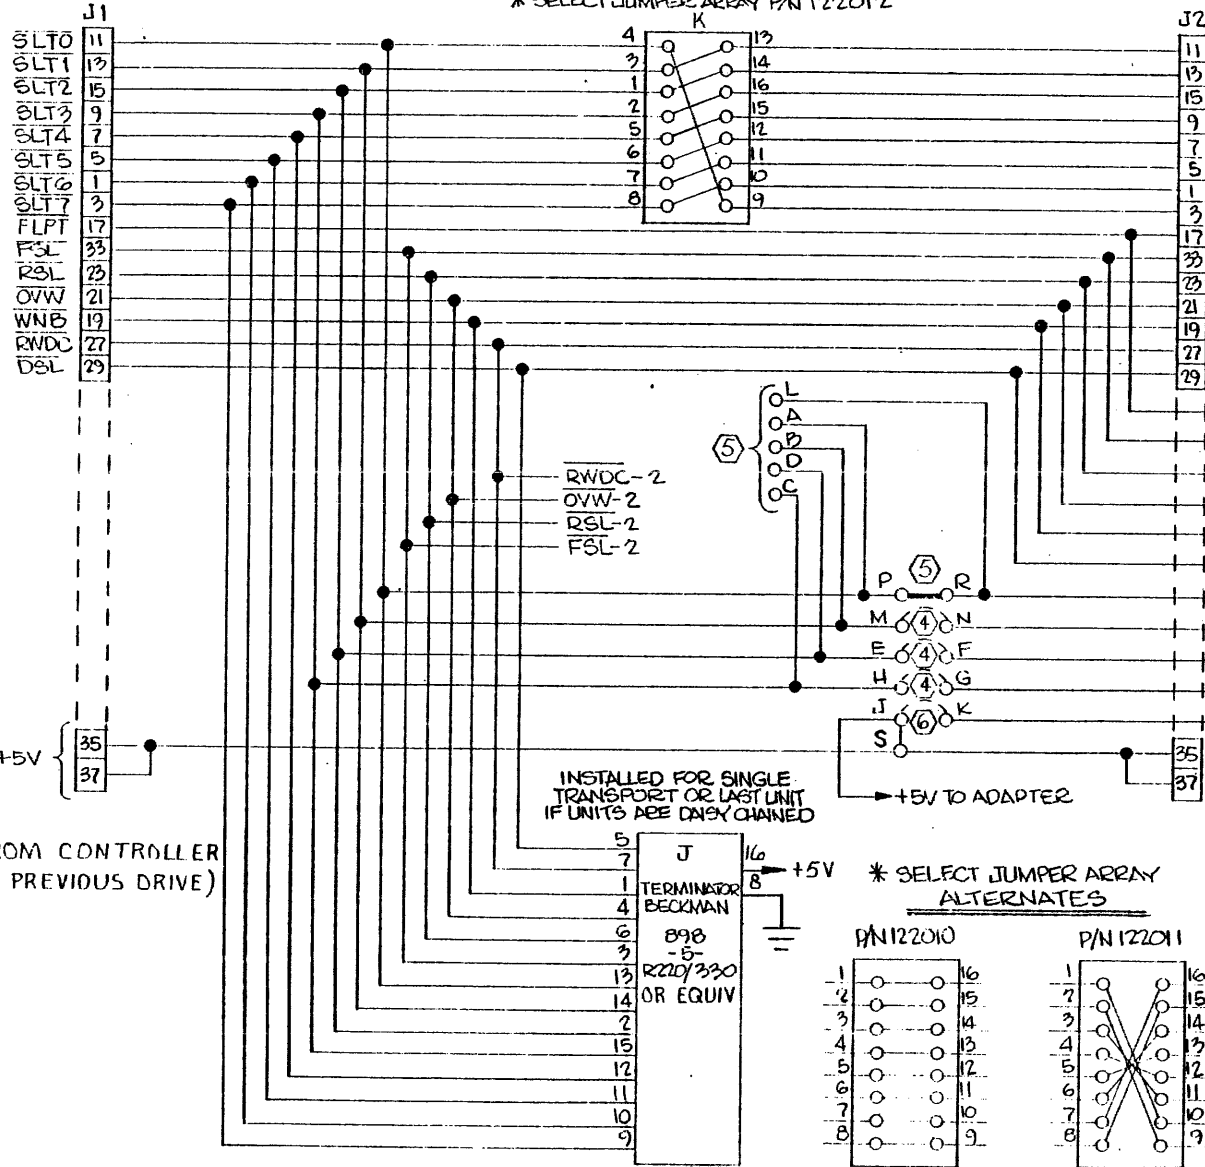 * SELECT JUMPER ARRAY P/N 122012
J1
K
J2
SLT0 11
SLT1 13
SLT2 15
SLT3 9
SLT4 7
SLT5 5
SLT6 1
SLT7 3
FLPT 17
FSL 33
RSL 23
OVW 21
WNB 19
RWDC 27
DSL 29
4 13
3 14
1 16
2 15
5 12
6 11
7 10
8 9
11
13
15
9
7
5
1
3
17
33
23
21
19
27
29
5
L
A
B
D
C
RWDC-2
OVW-2
RSL-2
FSL-2
P 5 R
M 4 N
E 4 F
H 4 G
J 6 K
S
+5V
35
37
35
37
+5V TO ADAPTER
INSTALLED FOR SINGLE
TRANSPORT OR LAST UNIT
IF UNITS ARE DAISY CHAINED
OM CONTROLLER
PREVIOUS DRIVE)
5
7
1
4
6
3
13
14
2
15
12
11
10
9
J
TERMINATOR
BECKMAN
898
-5-
R220/330
OR EQUIV
16
8
+5V
* SELECT JUMPER ARRAY
ALTERNATES
P/N 122010
1 16
2 15
3 14
4 13
5 12
6 11
7 10
8 9
P/N 122011
1 16
2 15
3 14
4 13
5 12
6 11
7 10
8 9